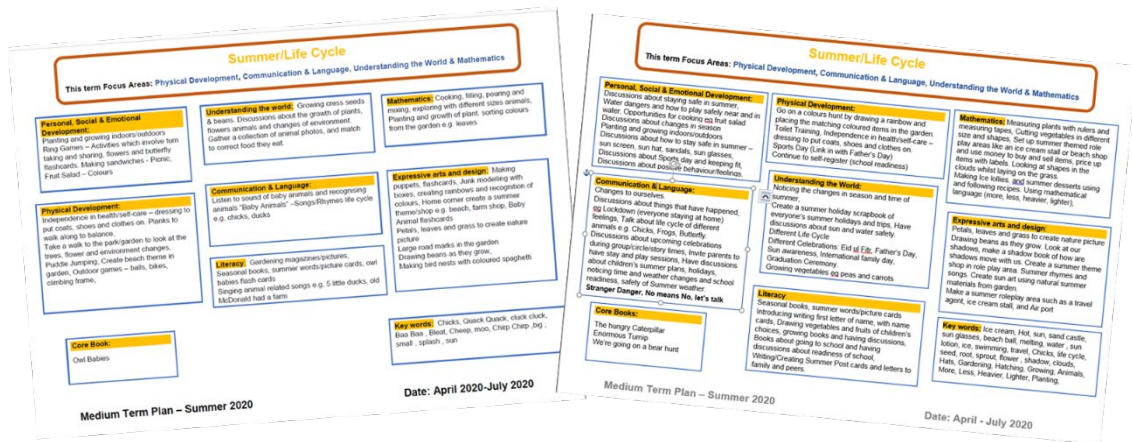 Summer/Life Cycle
This term Focus Areas: Physical Development, Communication & Language, Understanding the World & Mathematics
Personal, Social & Emotional
Development:
Planting and growing indoors/outdoors
Ring Games – Activities which involve turn
taking and sharing, flowers and butterfly
flashcards. Making sandwiches - Picnic,
Fruit Salad – Colours
Understanding the world: Growing cress seeds
& beans. Discussions about the growth of plants,
flowers animals and changes of environment.
Gather a collection of animal photos, and match
to correct food they eat.
Mathematics: Cooking, filling, pouring and
mixing, exploring with different sizes animals,
Planting and growth of plant. sorting colours
from the garden e.g. leaves
Physical Development:
Independence in health/self-care – dressing to
put coats, shoes and clothes on. Planks to
walk along to balance.
Take a walk to the park/garden to look at the
trees, flower and environment changes.
Puddle Jumping, Create beach theme in
garden, Outdoor games – balls, bikes,
climbing frame,
Communication & Language:
Listen to sound of baby animals and recognising
animals "Baby Animals" –Songs/Rhymes life cycle
e.g. chicks, ducks
Literacy: Gardening magazines/pictures,
Seasonal books, summer words/picture cards, owl
babies flash cards
Singing animal related songs e.g. 5 little ducks, old
McDonald had a farm
Expressive arts and design: Making
puppets, flashcards, Junk modelling with
boxes, creating rainbows and recognition of
colours, Home corner create a summer
theme/shop e.g. beach, farm shop, Baby
Animal flashcards
Petals, leaves and grass to create nature
picture
Large road marks in the garden
Drawing beans as they grow,
Making bird nests with coloured spaghetti
Core Book:
Owl Babies
Key words: Chicks, Quack Quack, cluck cluck,
Baa Baa , Bleat, Cheep, moo, Chirp Chirp ,big ,
small , splash , sun
Medium Term Plan – Summer 2020
Date: April 2020-July 2020
Summer/Life Cycle
This term Focus Areas: Physical Development, Communication & Language, Understanding the World & Mathematics
Personal, Social & Emotional Development:
Discussions about staying safe in summer,
Water dangers and how to play safely near and in
water. Opportunities for cooking eg fruit salad
Discussions about changes in season
Planting and growing indoors/outdoors
Discussions about how to stay safe in summer –
sun screen, sun hat, sandals, sun glasses,
Discussions about Sports day and keeping fit,
Discussions about positive behaviour/feelings.
Physical Development:
Go on a colours hunt by drawing a rainbow and
placing the matching coloured items in the garden.
Toilet Training, Independence in health/self-care –
dressing to put coats, shoes and clothes on
Sports Day (Link in with Father's Day)
Continue to self-register (school readiness)
Mathematics: Measuring plants with rulers and
measuring tapes, Cutting vegetables in different
size and shapes, Set up summer themed role
play areas like an ice cream stall or beach shop
and use money to buy and sell items, price up
items with labels. Looking at shapes in the
clouds whilst laying on the grass.
Making Ice lollies, and summer desserts using
and following recipes. Using mathematical
language (more, less, heavier, lighter),
Communication & Language:
Changes to ourselves.
Discussions about things that have happened,
eg Lockdown (everyone staying at home)
feelings, Talk about life cycle of different
animals e.g. Chicks, Frogs, Butterfly.
Discussions about upcoming celebrations
during group/circle/story times, Invite parents to
have stay and play sessions, Have discussions
about children's summer plans, holidays,
noticing time and weather changes and school
readiness, safety of Summer weather.
Stranger Danger, No means No, let's talk
Understanding the World:
Noticing the changes in season and time of
summer.
Create a summer holiday scrapbook of
everyone's summer holidays and trips, Have
discussions about sun and water safety.
Different Life Cycle
Different Celebrations: Eid ul Fitr, Father's Day,
Sun awareness, International family day,
Graduation Ceremony.
Growing vegetables eg peas and carrots
Expressive arts and design:
Petals, leaves and grass to create nature picture
Drawing beans as they grow. Look at our
shadows, make a shadow book of how are
shadows move with us. Create a summer theme
shop in role play area. Summer rhymes and
songs. Create sun art using natural summer
materials from garden.
Make a summer roleplay area such as a travel
agent, ice cream stall, and Air port
Core Books:
The hungry Caterpillar
Enormous Turnip
We're going on a bear hunt
Literacy:
Seasonal books, summer words/picture cards
Introducing writing first letter of name, with name
cards, Drawing vegetables and fruits of children's
choices, growing books and having discussions,
Books about going to school and having
discussions about readiness of school,
Writing/Creating Summer Post cards and letters to
family and peers.
Key words: Ice cream, Hot, sun, sand castle,
sun glasses, beach ball, melting, water , sun
lotion, ice, swimming, travel, Chicks, life cycle,
seed, root, sprout, flower , shadow, clouds,
Hats, Gardening, Hatching, Growing, Animals,
More, Less, Heavier, Lighter, Planting,
Medium Term Plan – Summer 2020
Date: April - July 2020